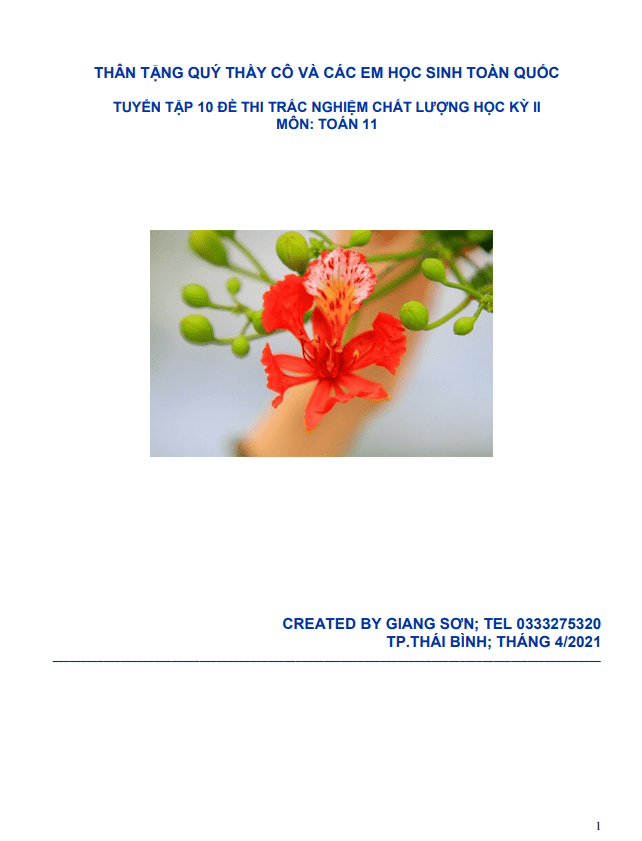 THÂN TẶNG QUÝ THẦY CÔ VÀ CÁC EM HỌC SINH TOÀN QUỐC
TUYỂN TẬP 10 ĐỀ THI TRẮC NGHIỆM CHẤT LƯỢNG HỌC KỲ II
MÔN: TOÁN 11
CREATED BY GIANG SƠN; TEL 0333275320
TP.THÁI BÌNH; THÁNG 4/2021
1